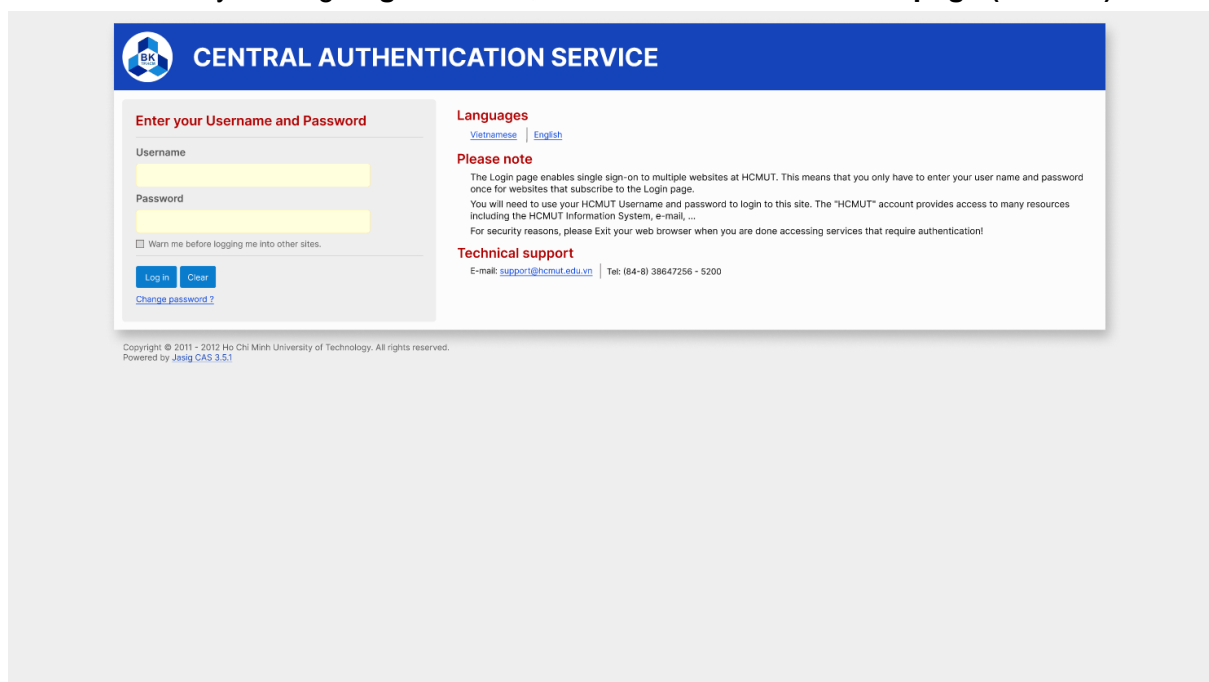 BK
CENTRAL AUTHENTICATION SERVICE
Enter your Username and Password
Username
Password
Warn me before logging me into other sites.
Log in Clear
Change password ?
Languages
Vietnamese English
Please note
The Login page enables single sign-on to multiple websites at HCMUT. This means that you only have to enter your user name and password
once for websites that subscribe to the Login page.
You will need to use your HCMUT Username and password to login to this site. The "HCMUT" account provides access to many resources
including the HCMUT Information System, e-mail, ...
For security reasons, please Exit your web browser when you are done accessing services that require authentication!
Technical support
E-mail: support@hcmut.edu.vn Tel: (84-8) 38647256 - 5200
Copyright © 2011 - 2012 Ho Chi Minh University of Technology. All rights reserved.
Powered by Jasig CAS 3.5.1